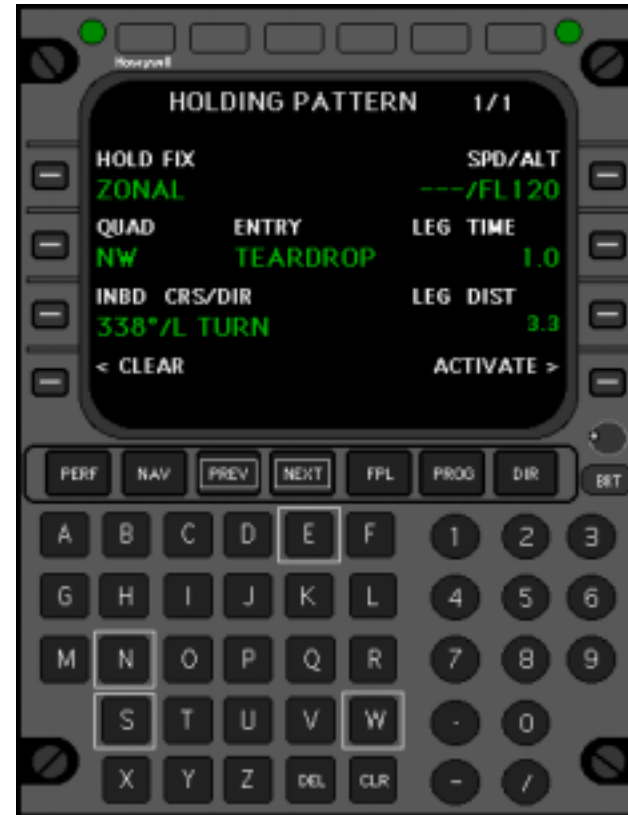 Honeywell
HOLDING PATTERN 1/1
HOLD FIX SPD/ALT
ZONAL ---/FL120
QUAD ENTRY LEG TIME
NW TEARDROP 1.0
INBD CRS/DIR LEG DIST
338°/L TURN 3.3
< CLEAR ACTIVATE >
PERF NAV PREV NEXT FPL PROG DIR BRT
A B C D E F 1 2 3
G H I J K L 4 5 6
M N O P Q R 7 8 9
S T U V W · 0
X Y Z DEL CLR - /